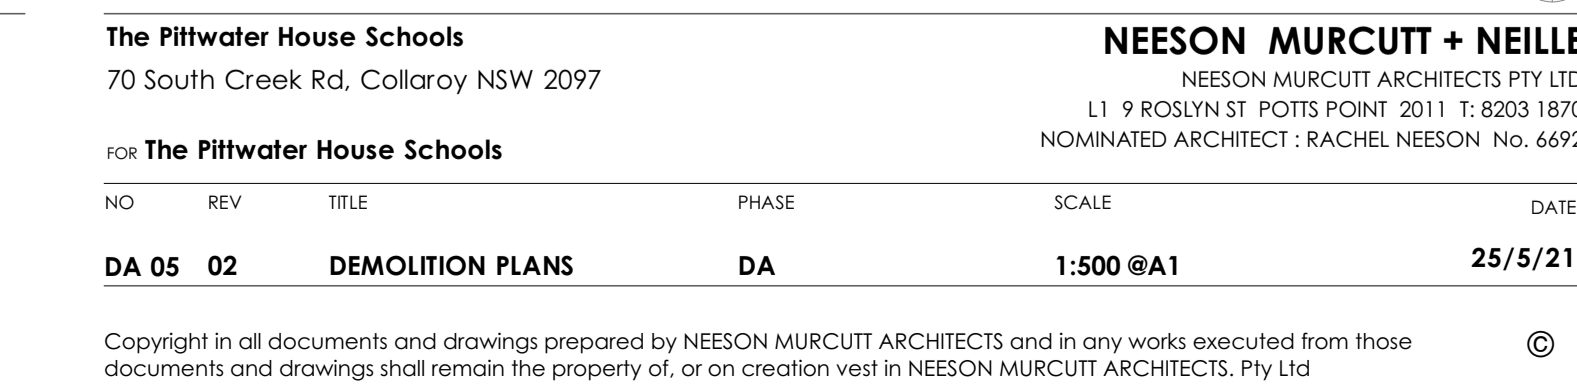 The Pittwater House Schools
70 South Creek Rd, Collaroy NSW 2097
FOR The Pittwater House Schools
NEESON MURCUTT + NEILLE
NEESON MURCUTT ARCHITECTS PTY LTD
L1 9 ROSLYN ST POTTS POINT 2011 T: 8203 1870
NOMINATED ARCHITECT : RACHEL NEESON No. 6692
NO REV TITLE PHASE SCALE DATE
DA 05 02 DEMOLITION PLANS DA 1:500 @A1 25/5/21
Copyright in all documents and drawings prepared by NEESON MURCUTT ARCHITECTS and in any works executed from those
documents and drawings shall remain the property of, or on creation vest in NEESON MURCUTT ARCHITECTS. Pty Ltd
©